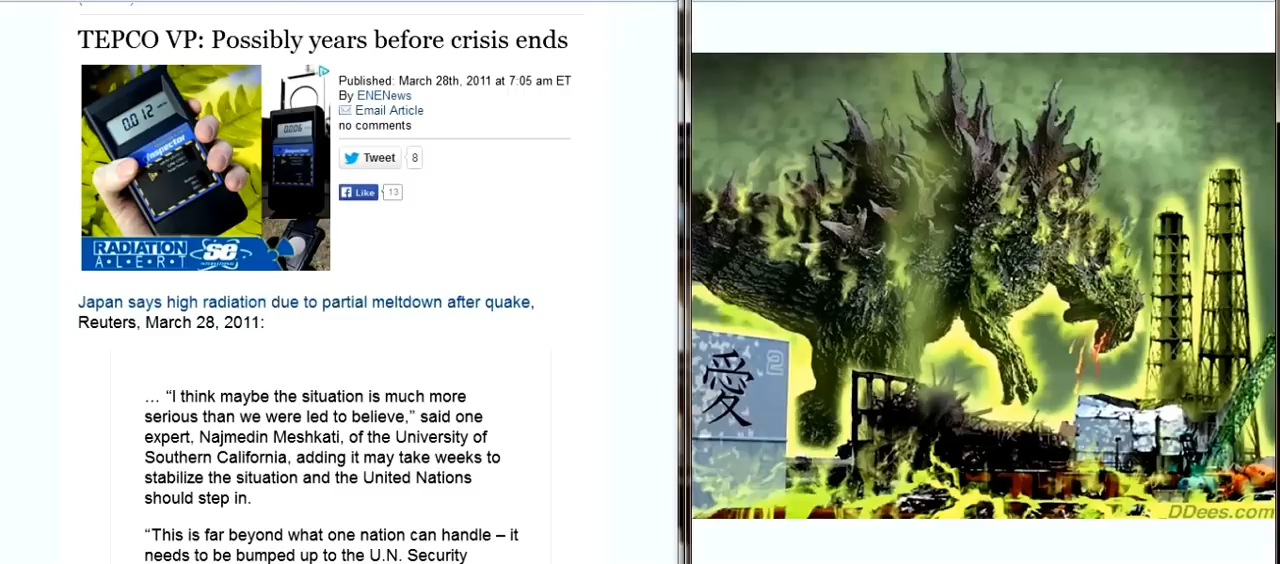 TEPCO VP: Possibly years before crisis ends
Published: March 28th, 2011 at 7:05 am ET
By ENENews
Email Article
no comments
Tweet 8
Like 13
0.012
Inspector
0.006
RADIATION
A•L•E•R•T
se
Japan says high radiation due to partial meltdown after quake,
Reuters, March 28, 2011:
… “I think maybe the situation is much more
serious than we were led to believe,” said one
expert, Najmedin Meshkati, of the University of
Southern California, adding it may take weeks to
stabilize the situation and the United Nations
should step in.
“This is far beyond what one nation can handle – it
needs to be bumped up to the U.N. Security
2
愛
DDees.com